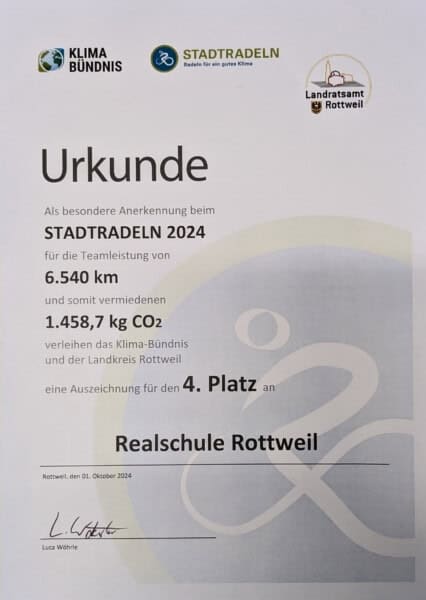 KLIMA
BÜNDNIS
STADTRADELN
Radeln für ein gutes Klima
Landratsamt
Rottweil
Urkunde
Als besondere Anerkennung beim
STADTRADELN 2024
für die Teamleistung von
6.540 km
und somit vermiedenen
1.458,7 kg CO2
verleihen das Klima-Bündnis
und der Landkreis Rottweil
eine Auszeichnung für den 4. Platz an
Realschule Rottweil
Rottweil, den 01. Oktober 2024
L. Wöhrle
Luca Wöhrle